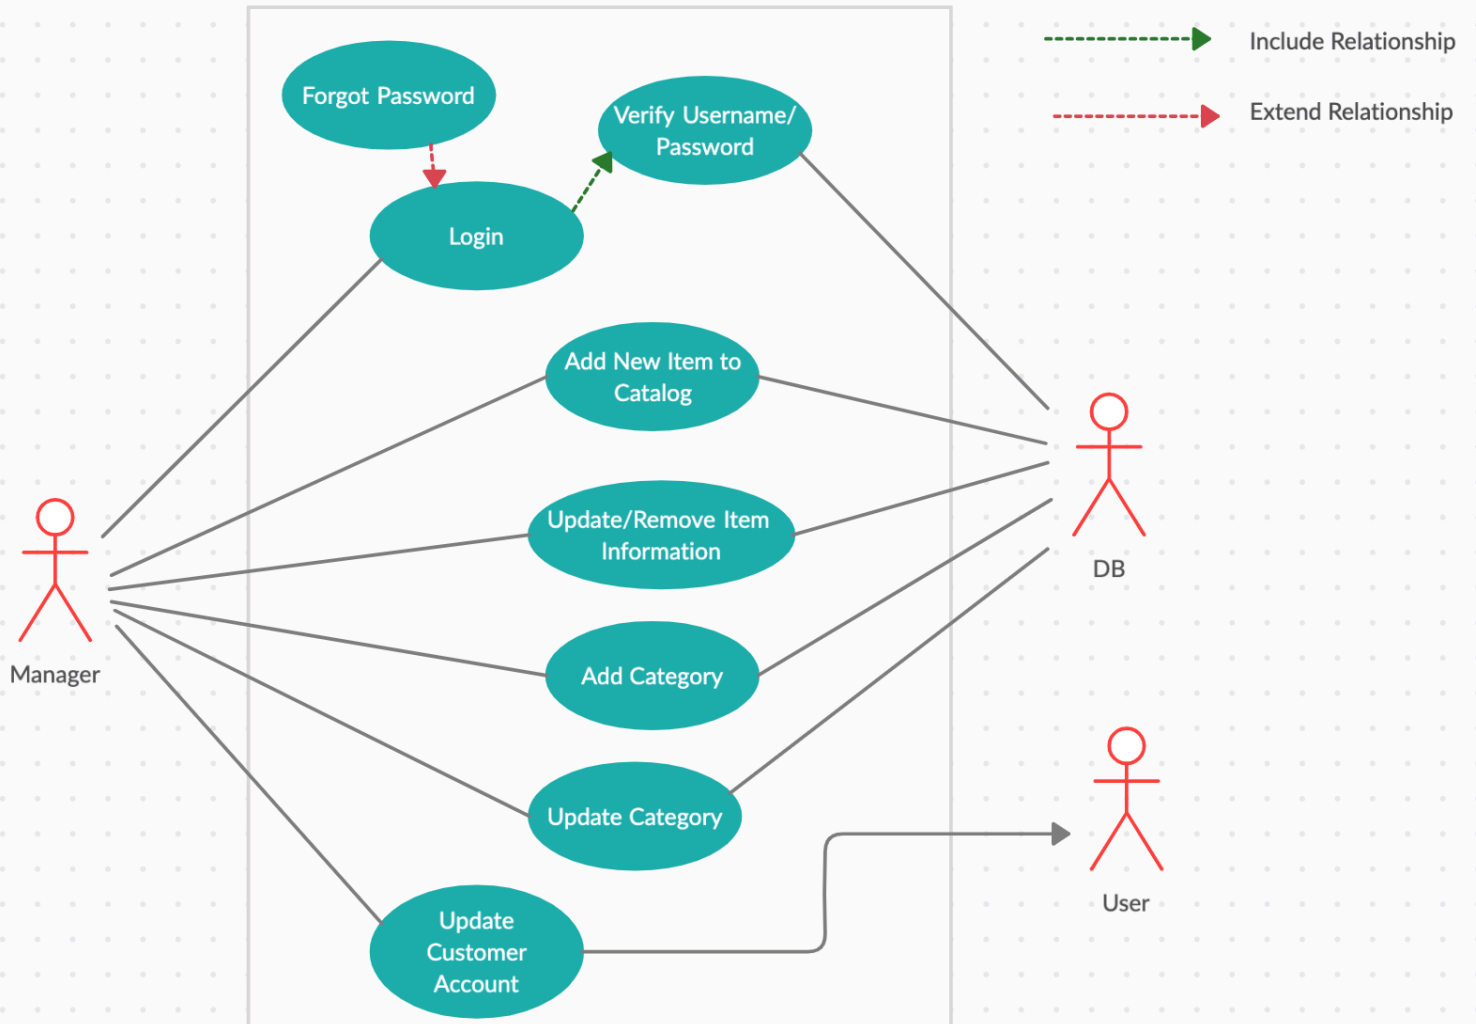 Forgot Password
Verify Username/
Password
Login
Add New Item to
Catalog
Update/Remove Item
Information
Add Category
Update Category
Update
Customer
Account
Manager
DB
User
Include Relationship
Extend Relationship